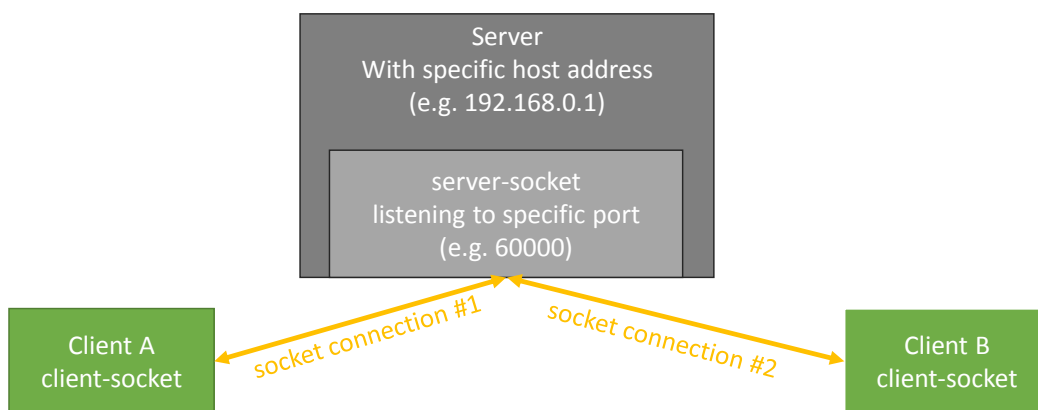 Server
With specific host address
(e.g. 192.168.0.1)
server-socket
listening to specific port
(e.g. 60000)
socket connection #1
socket connection #2
Client A
client-socket
Client B
client-socket